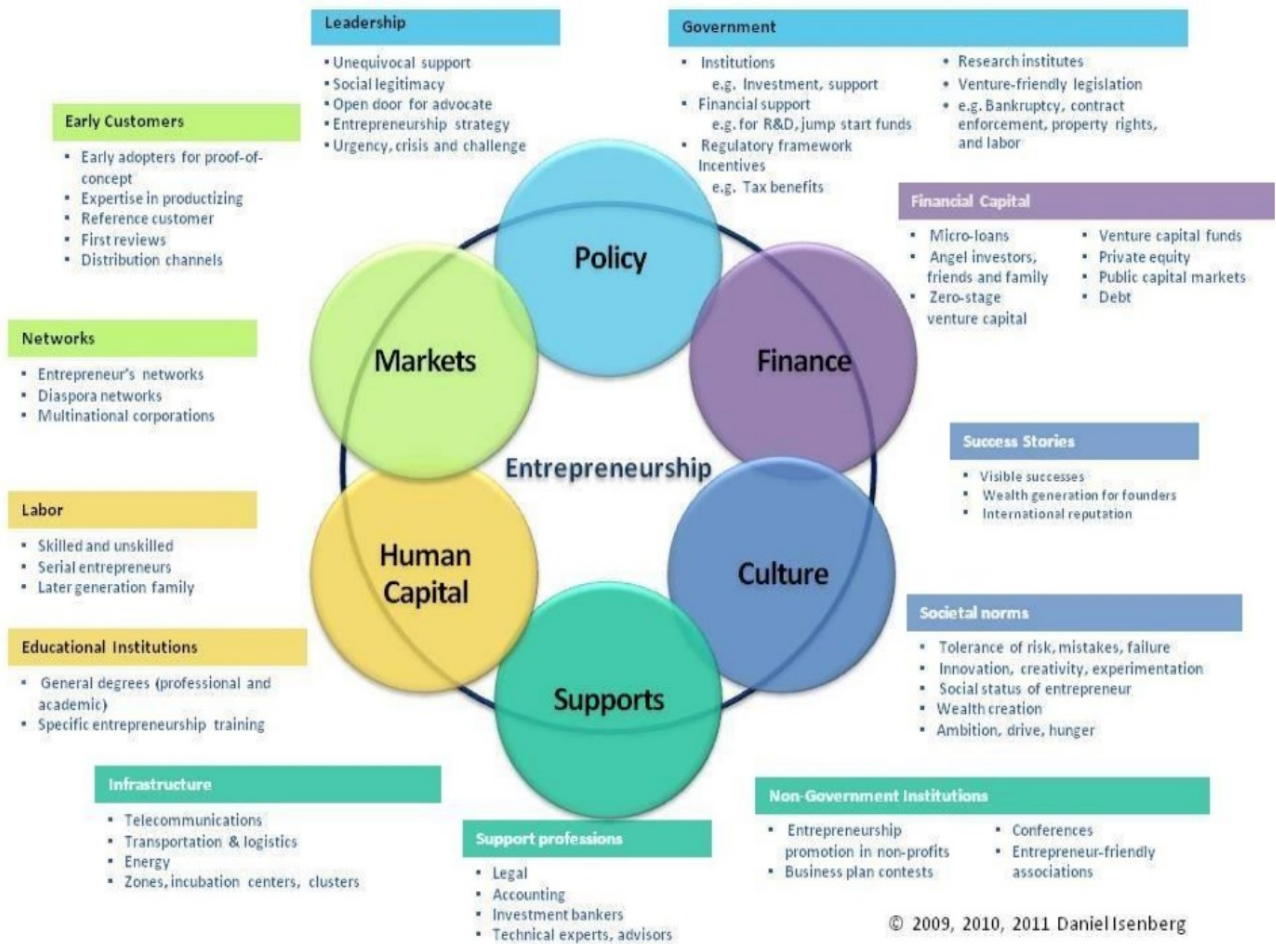 Leadership
▪ Unequivocal support
▪ Social legitimacy
▪ Open door for advocate
▪ Entrepreneurship strategy
▪ Urgency, crisis and challenge
Government
▪ Institutions
e.g. Investment, support
▪ Financial support
e.g. for R&D, jump start funds
▪ Regulatory framework
Incentives
e.g. Tax benefits
• Research institutes
• Venture-friendly legislation
• e.g. Bankruptcy, contract
enforcement, property rights,
and labor
Early Customers
▪ Early adopters for proof-of-
concept
▪ Expertise in productizing
▪ Reference customer
▪ First reviews
▪ Distribution channels
Financial Capital
▪ Micro-loans
▪ Angel investors,
friends and family
▪ Zero-stage
venture capital
▪ Venture capital funds
▪ Private equity
▪ Public capital markets
▪ Debt
Networks
▪ Entrepreneur's networks
▪ Diaspora networks
▪ Multinational corporations
Policy
Markets
Finance
Entrepreneurship
Human
Capital
Culture
Supports
Success Stories
▪ Visible successes
▪ Wealth generation for founders
▪ International reputation
Labor
▪ Skilled and unskilled
▪ Serial entrepreneurs
▪ Later generation family
Societal norms
▪ Tolerance of risk, mistakes, failure
▪ Innovation, creativity, experimentation
▪ Social status of entrepreneur
▪ Wealth creation
▪ Ambition, drive, hunger
Educational Institutions
▪ General degrees (professional and
academic)
▪ Specific entrepreneurship training
Infrastructure
▪ Telecommunications
▪ Transportation & logistics
▪ Energy
▪ Zones, incubation centers, clusters
Support professions
▪ Legal
▪ Accounting
▪ Investment bankers
▪ Technical experts, advisors
Non-Government Institutions
▪ Entrepreneurship
promotion in non-profits
▪ Business plan contests
▪ Conferences
▪ Entrepreneur-friendly
associations
© 2009, 2010, 2011 Daniel Isenberg